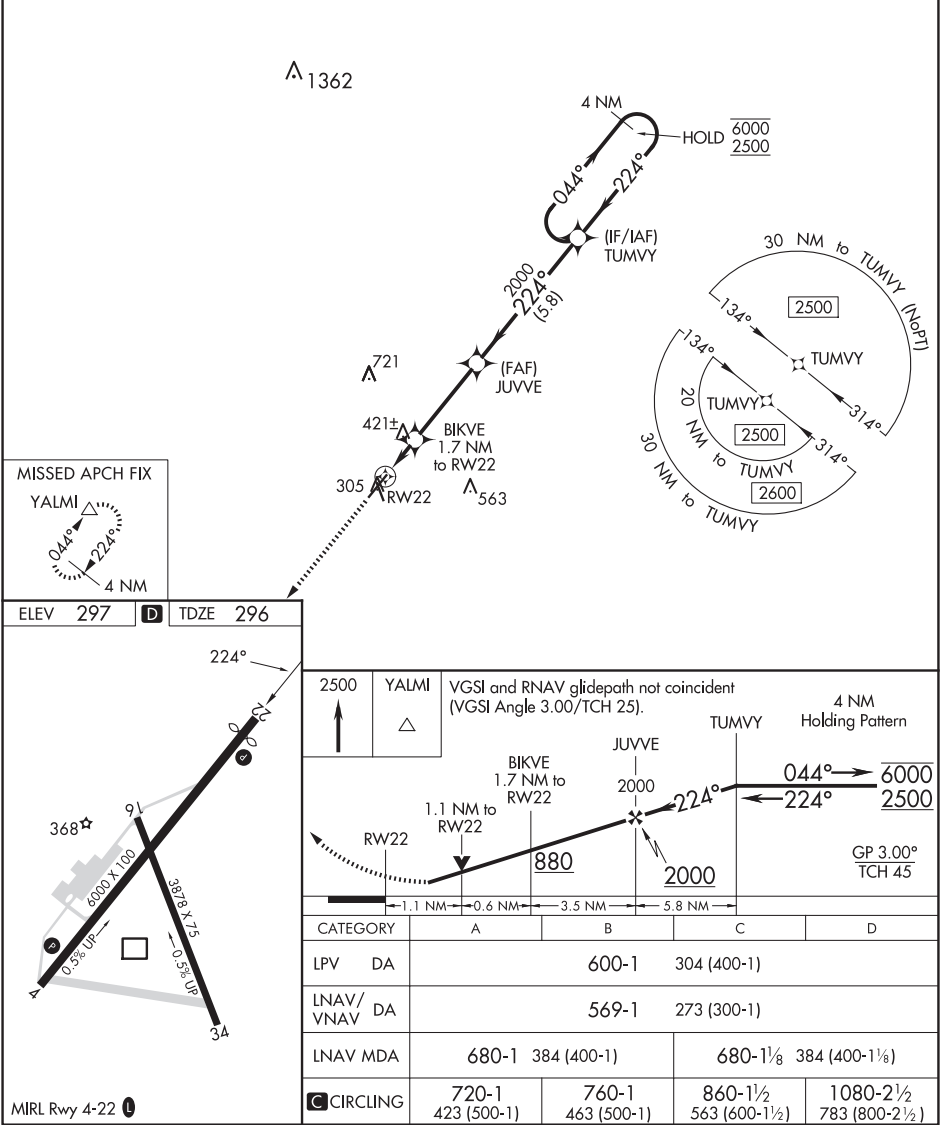 1362
4 NM
HOLD 6000
2500
044°
224°
(IF/IAF)
TUMVY
2000
224°
(5.8)
30 NM to TUMVY (NoPT)
2500
134°
TUMVY
314°
134°
TUMVY
2500
314°
20 NM to TUMVY
2600
30 NM to TUMVY
721
(FAF)
JUVVE
421±
BIKVE
1.7 NM
to RW22
305
RW22
563
MISSED APCH FIX
YALMI
044°
224°
4 NM
ELEV 297 D TDZE 296
224°
22
P
16
368
6000 X 100
3878 X 75
P
0.5% UP
0.5% UP
4
34
MIRL Rwy 4-22 L
2500
YALMI
VGSI and RNAV glidepath not coincident
(VGSI Angle 3.00/TCH 25).
4 NM
Holding Pattern
TUMVY
JUVVE
BIKVE
1.7 NM to
RW22
1.1 NM to
RW22
RW22
2000
224°
044° 6000
224° 2500
880
2000
GP 3.00°
TCH 45
1.1 NM 0.6 NM 3.5 NM 5.8 NM
CATEGORY A B C D
LPV DA 600-1 304 (400-1)
LNAV/
VNAV DA 569-1 273 (300-1)
LNAV MDA 680-1 384 (400-1) 680-1⅛ 384 (400-1⅛)
C CIRCLING 720-1 760-1 860-1½ 1080-2½
423 (500-1) 463 (500-1) 563 (600-1½) 783 (800-2½)